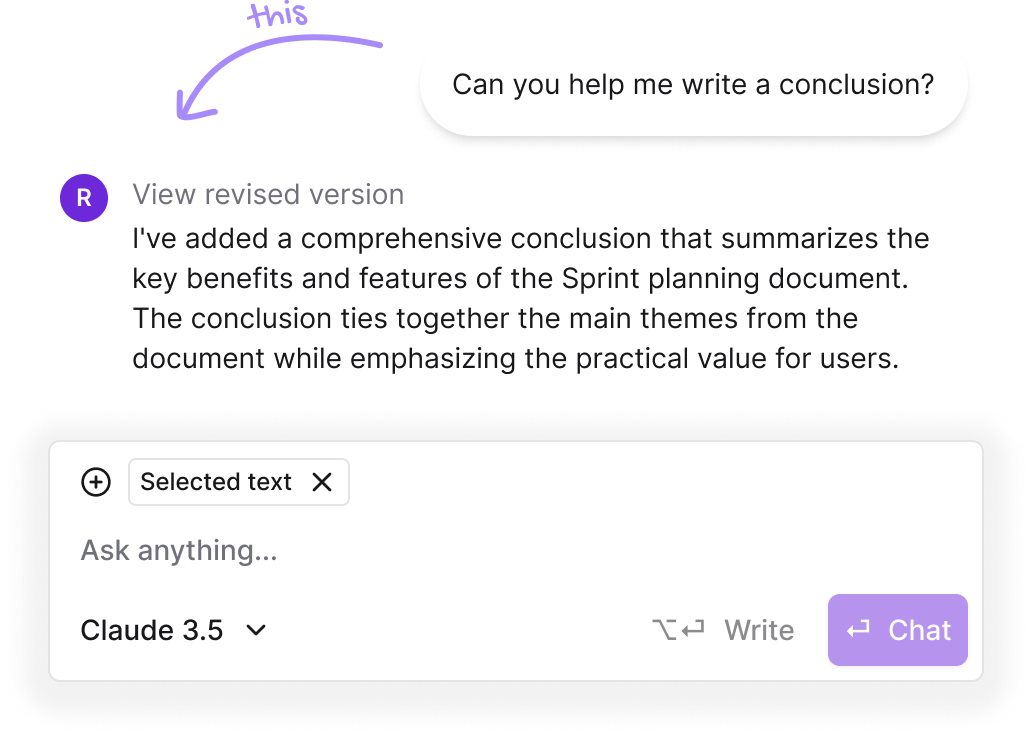 this
Can you help me write a conclusion?
R
View revised version
I've added a comprehensive conclusion that summarizes the
key benefits and features of the Sprint planning document.
The conclusion ties together the main themes from the
document while emphasizing the practical value for users.
Selected text
Ask anything...
Claude 3.5
⌥↵ Write
↵ Chat